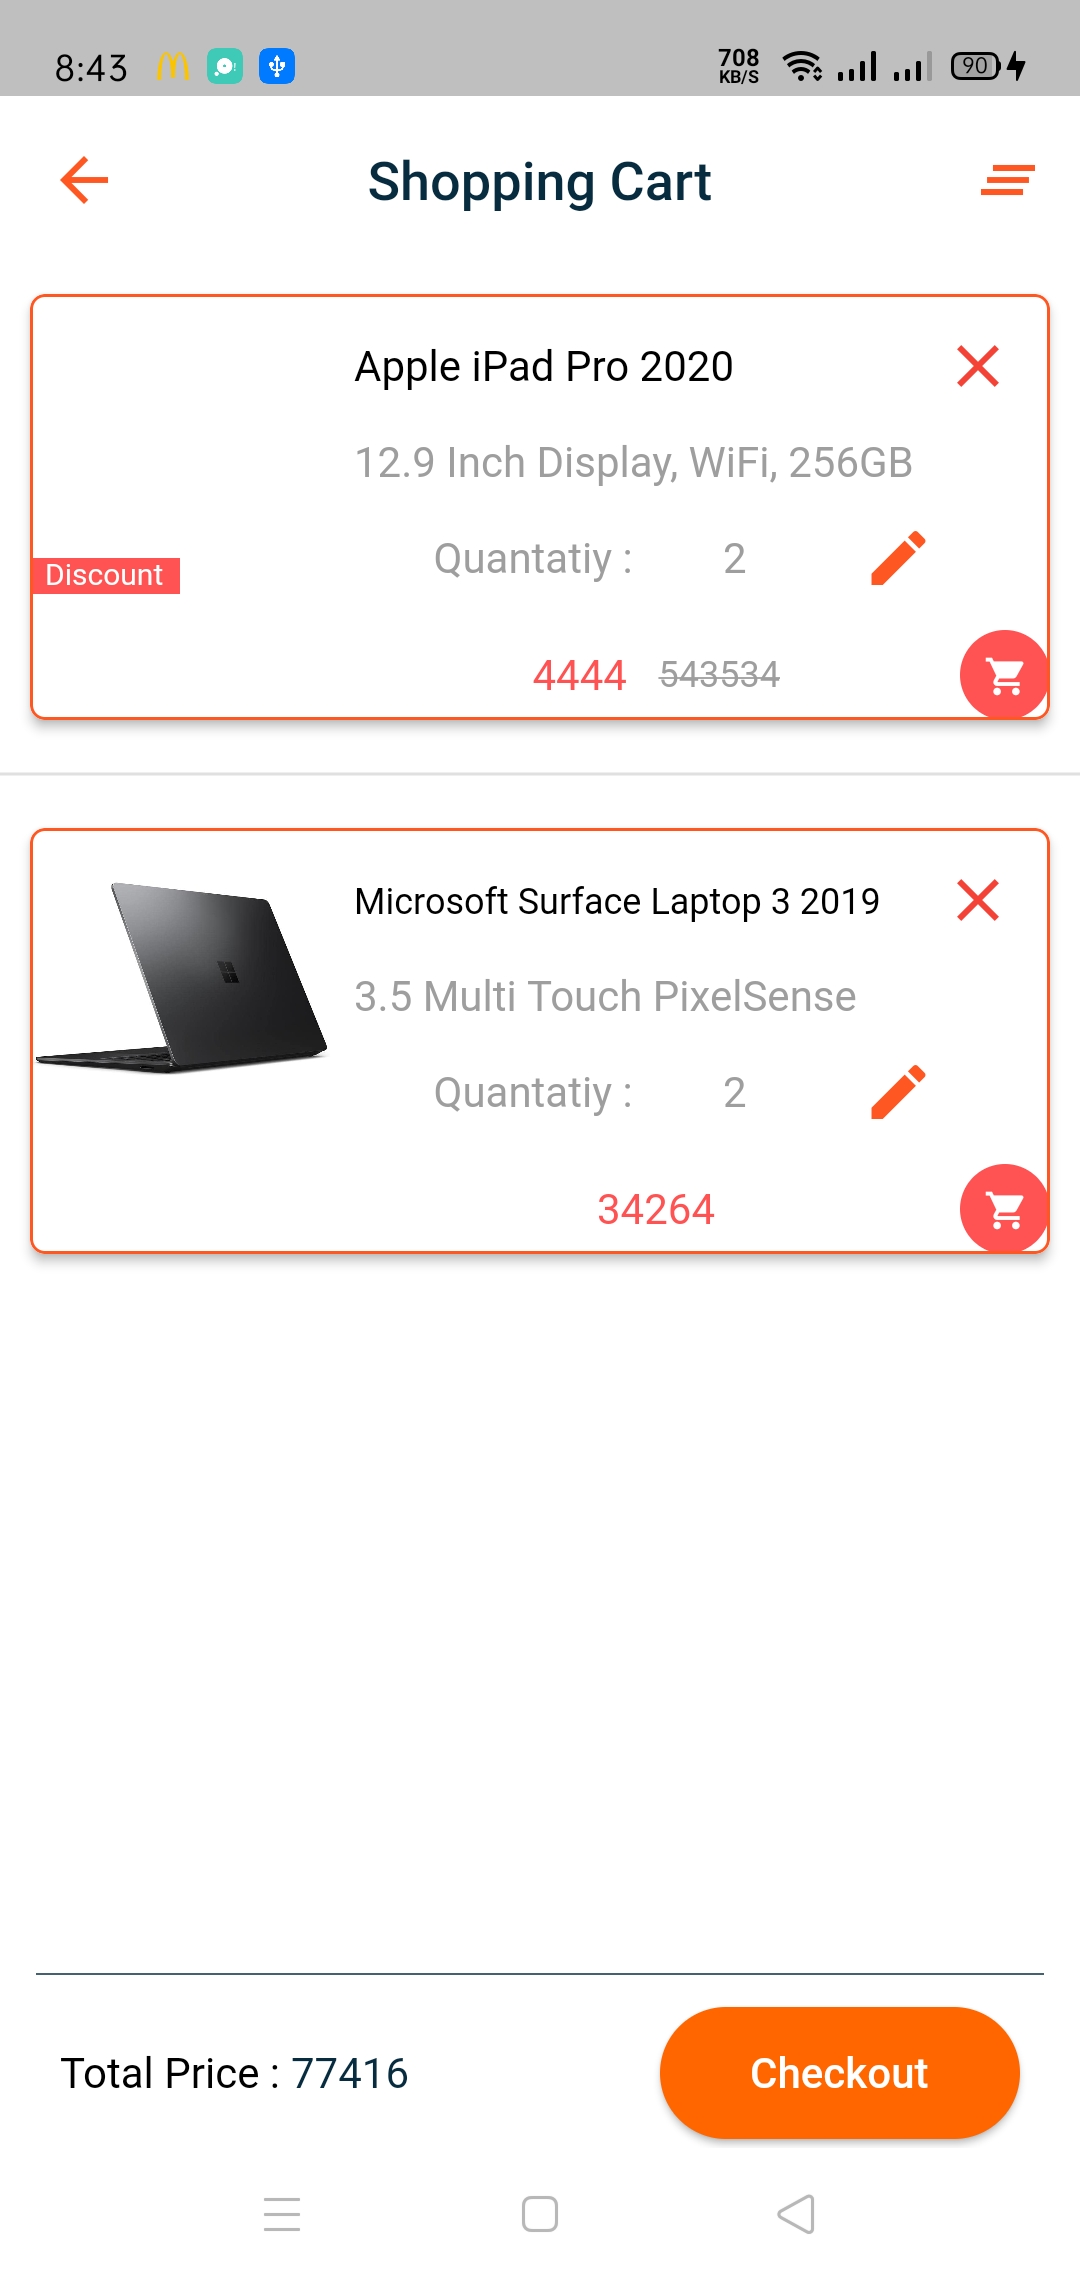 8:43
708
KB/S
90
Shopping Cart
Apple iPad Pro 2020
12.9 Inch Display, WiFi, 256GB
Quantatiy : 2
Discount
4444 543534
Microsoft Surface Laptop 3 2019
3.5 Multi Touch PixelSense
Quantatiy : 2
34264
Total Price : 77416
Checkout